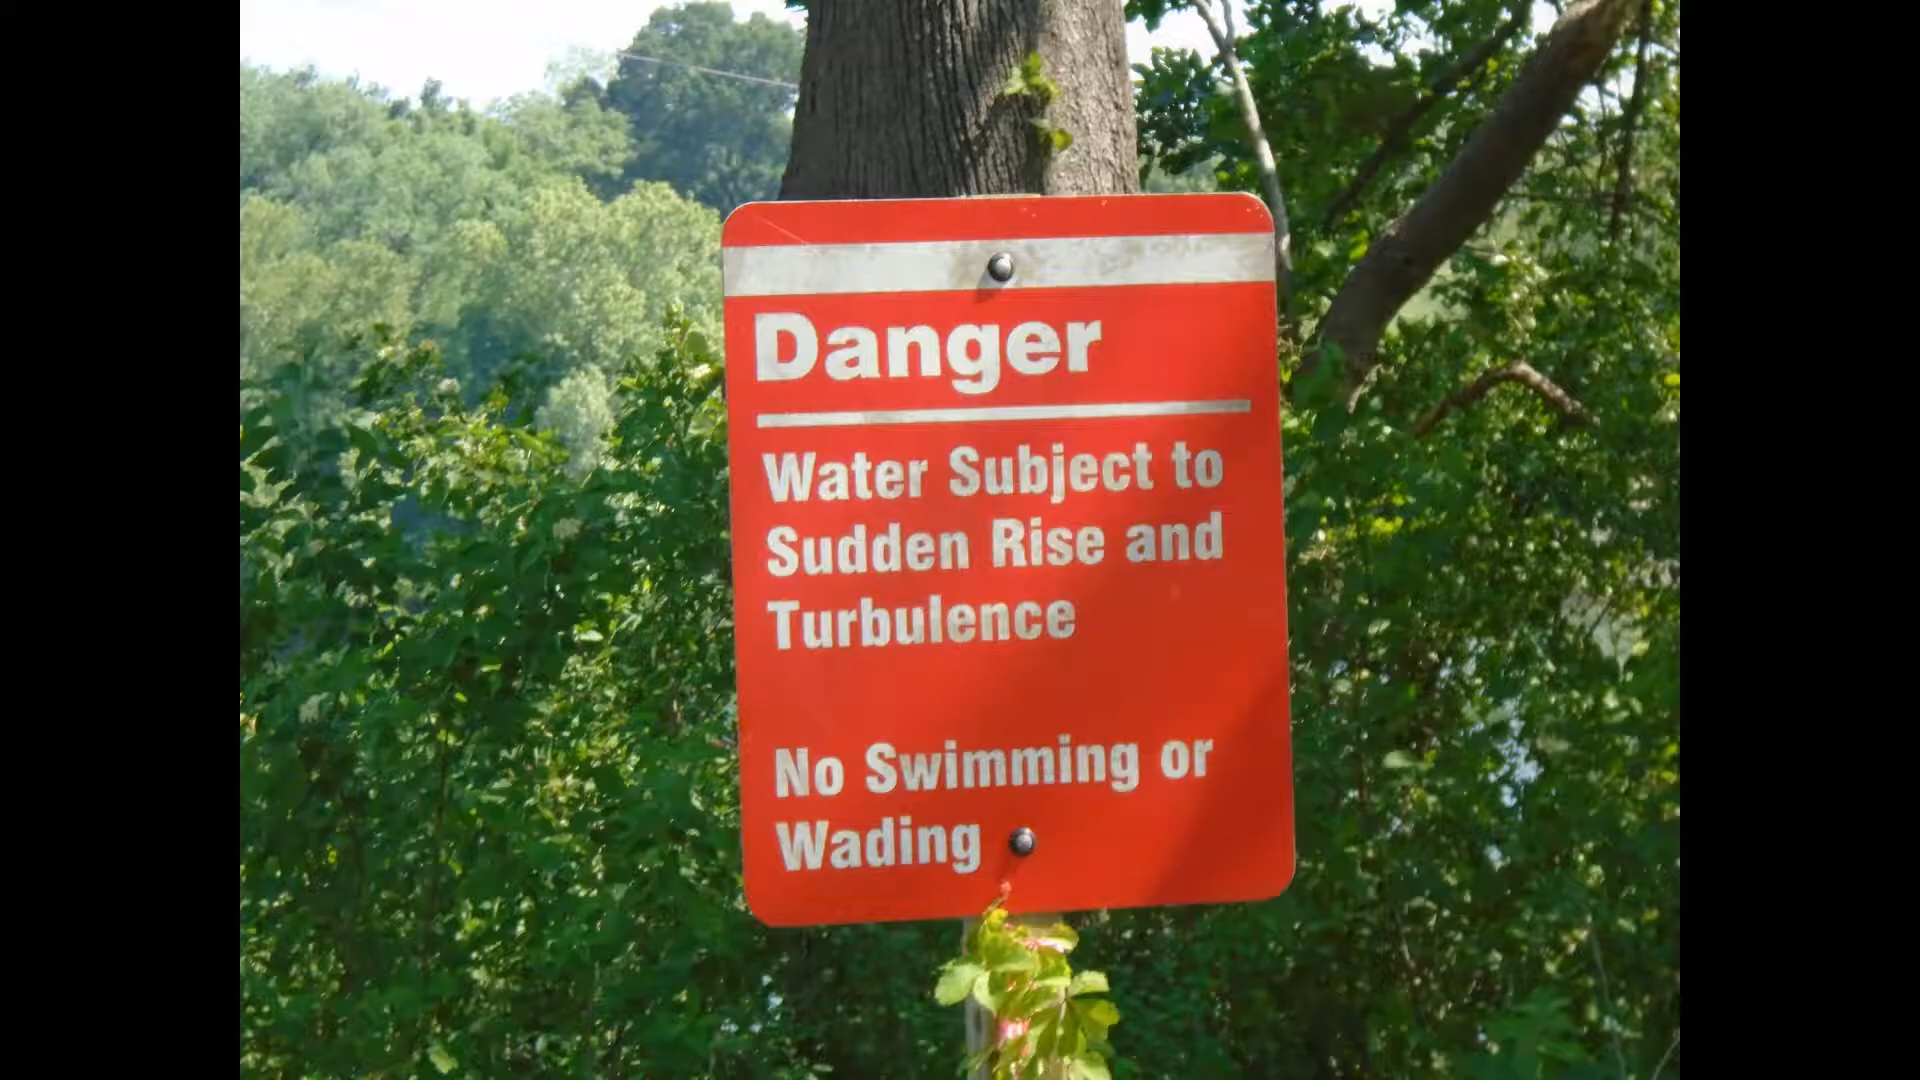 Danger
Water Subject to
Sudden Rise and
Turbulence
No Swimming or
Wading